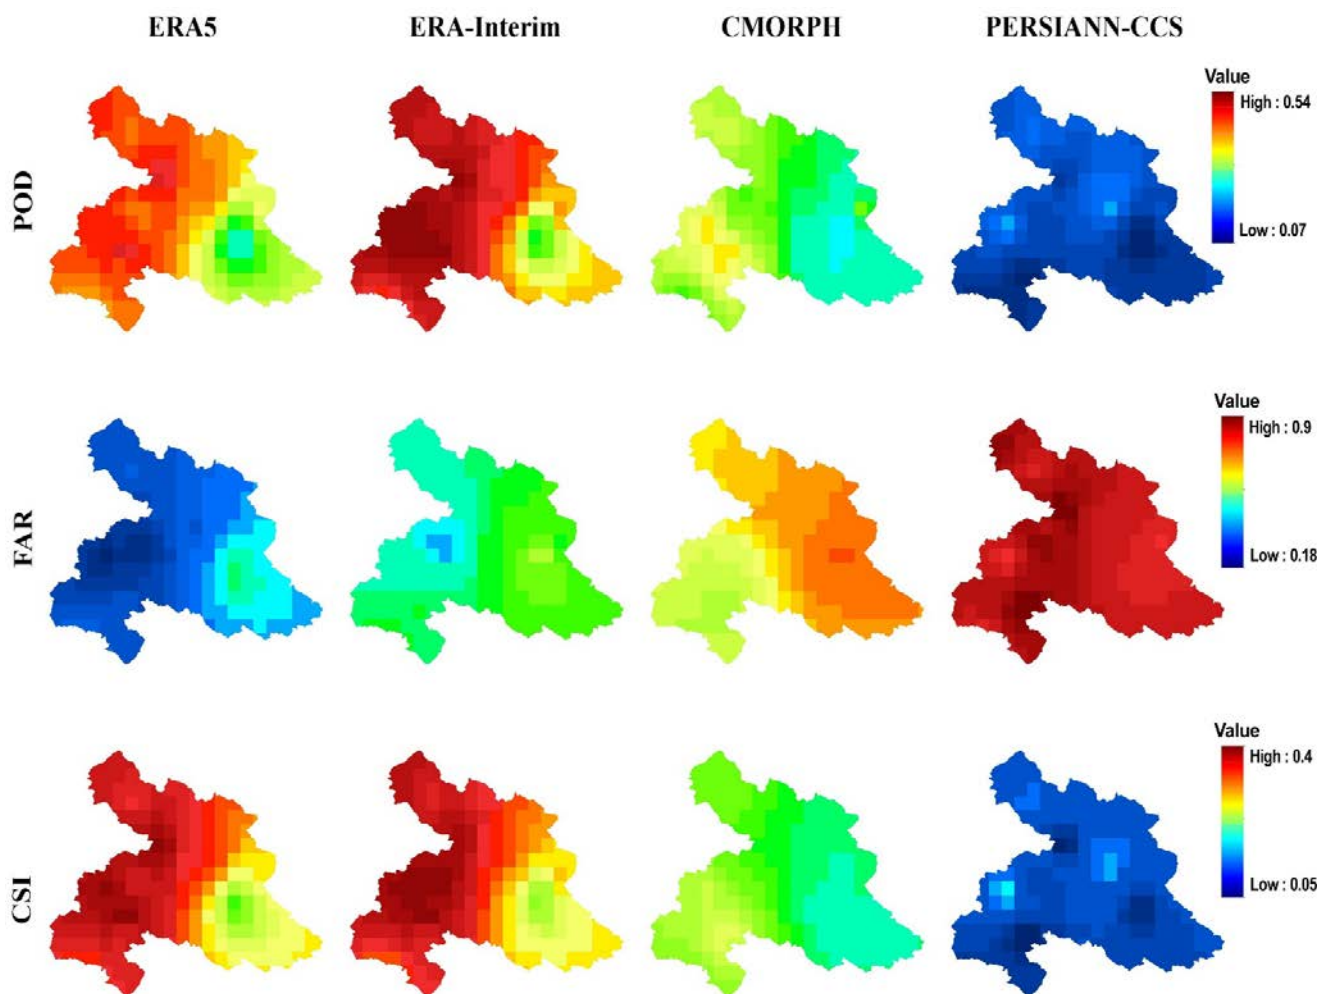 ERA5 ERA-Interim CMORPH PERSIANN-CCS
POD
Value
High : 0.54
Low : 0.07
FAR
Value
High : 0.9
Low : 0.18
CSI
Value
High : 0.4
Low : 0.05